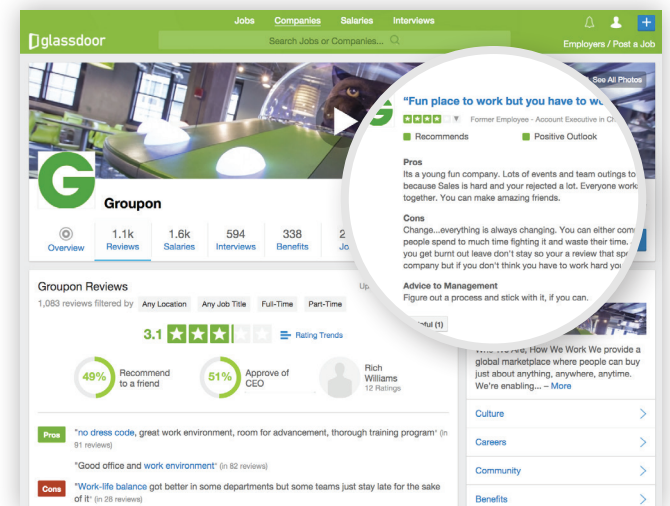 Jobs Companies Salaries Interviews
glassdoor
Search Jobs or Companies...
Employers / Post a Job
See All Photos
"Fun place to work but you have to
Former Employee - Account Executive in
Recommends Positive Outlook
Pros
Its a young fun company. Lots of events and team outings to
because Sales is hard and your rejected a lot. Everyone
together. You can make amazing friends.
Cons
Change...everything is always changing. You can either
people spend to much time fighting it and waste their time.
you get burnt out leave don't stay so your a review that
company but if you don't think you have to work hard
Advice to Management
Figure out a process and stick with it, if you can.
(1)
G
Groupon
Overview
1.1k Reviews
1.6k Salaries
594 Interviews
338 Benefits
Groupon Reviews
1,083 reviews filtered by Any Location Any Job Title Full-Time Part-Time
3.1 Rating Trends
49% Recommend to a friend
51% Approve of CEO
Rich Williams
12 Ratings
Pros
"no dress code, great work environment, room for advancement, thorough training program" (in
91 reviews)
"Good office and work environment" (in 82 reviews)
Cons
"Work-life balance got better in some departments but some teams just stay late for the sake
of it" (in 28 reviews)
Who We Are, How We Work We provide a
global marketplace where people can buy
just about anything, anywhere, anytime.
We're enabling... – More
Culture
Careers
Community
Benefits